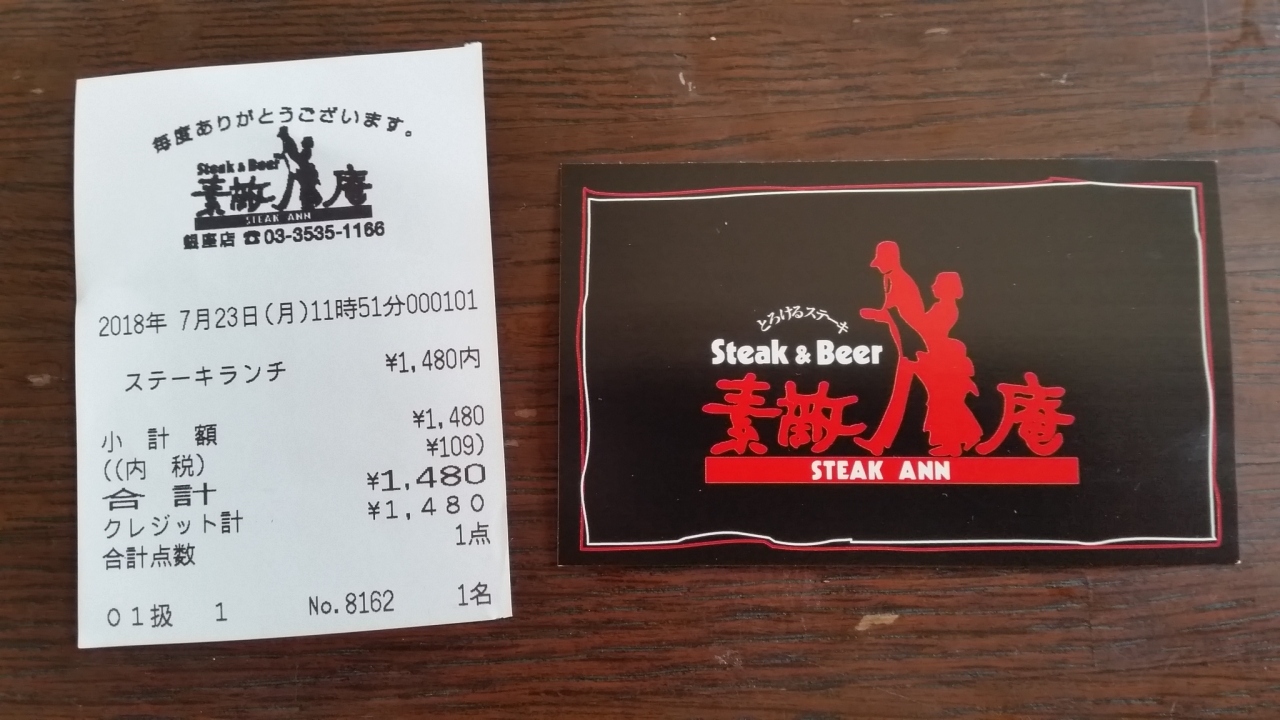 毎度ありがとうございます。
Steak & Beer
素敵庵
STEAK ANN
銀座店 ☎03-3535-1166
2018年 7月23日(月)11時51分000101
ステーキランチ ¥1,480内
小 計 額 ¥1,480
((内 税) ¥109)
合 計 ¥1,480
クレジット計 ¥1,480
合計点数 1点
01扱 1 No.8162 1名
とろけるステーキ
Steak & Beer
素敵庵
STEAK ANN